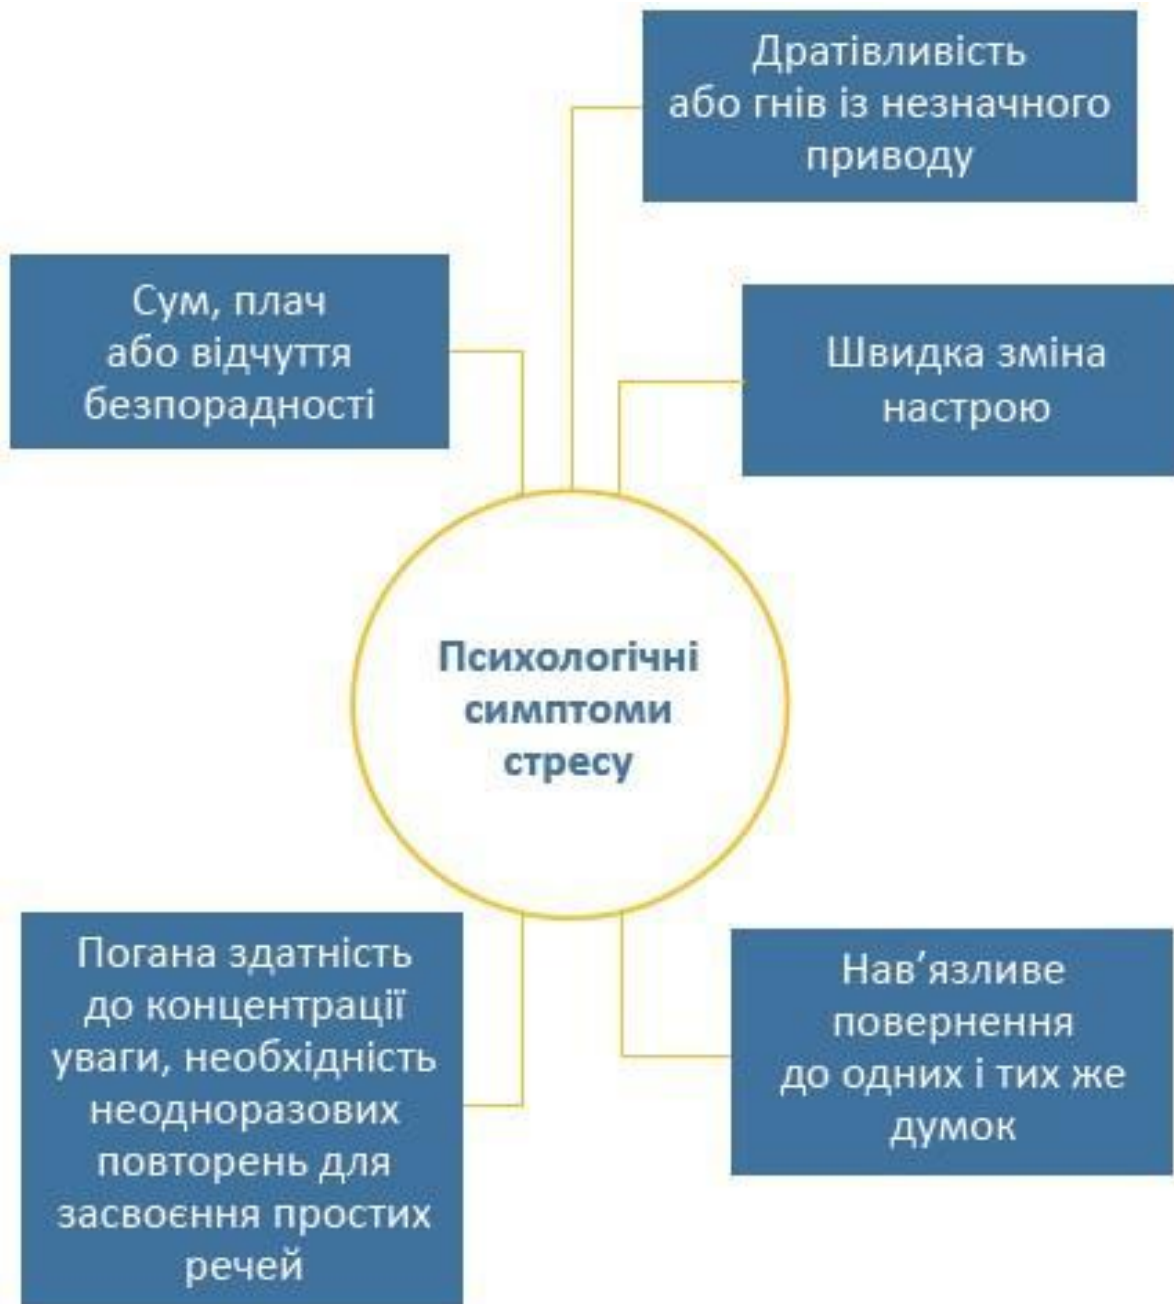 Дратівливість
або гнів із незначного
приводу
Сум, плач
або відчуття
безпорадності
Швидка зміна
настрою
Психологічні
симптоми
стресу
Погана здатність
до концентрації
уваги, необхідність
неодноразових
повторень для
засвоєння простих
речей
Нав’язливе
повернення
до одних і тих же
думок